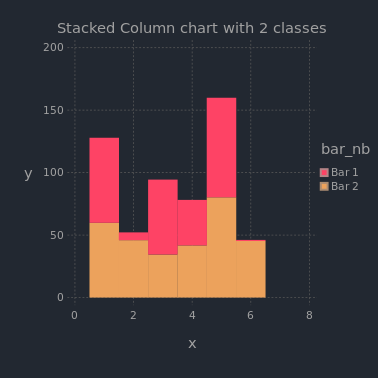 Stacked Column chart with 2 classes
200
150
100
50
0
y
0 2 4 6 8
x
bar_nb
Bar 1
Bar 2